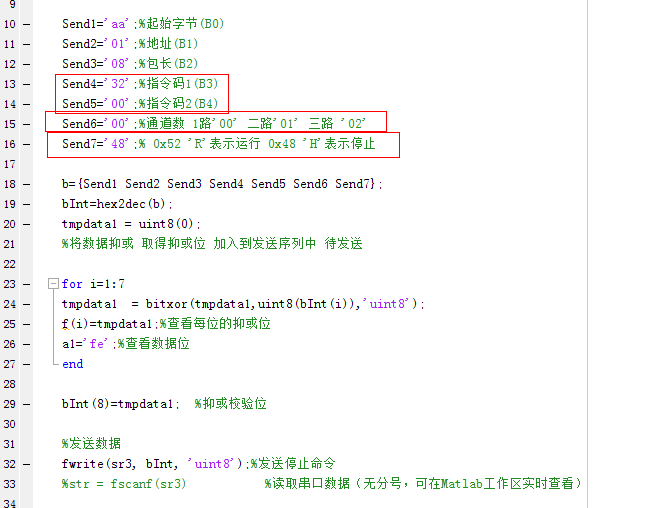 9
10 Send1='aa';%起始字节(B0)
11 Send2='01';%地址(B1)
12 Send3='08';%包长(B2)
13 Send4='32';%指令码1(B3)
14 Send5='00';%指令码2(B4)
15 Send6='00';%通道数 1路'00' 二路'01' 三路 '02'
16 Send7='48';% 0x52 'R'表示运行 0x48 'H'表示停止
17
18 b={Send1 Send2 Send3 Send4 Send5 Send6 Send7};
19 bInt=hex2dec(b);
20 tmpdata1 = uint8(0);
21 %将数据抑或 取得抑或位 加入到发送序列中 待发送
22
23 for i=1:7
24 tmpdata1 = bitxor(tmpdata1,uint8(bInt(i)),'uint8');
25 f(i)=tmpdata1;%查看每位的抑或位
26 a1='fe';%查看数据位
27 end
28
29 bInt(8)=tmpdata1; %抑或校验位
30
31 %发送数据
32 fwrite(sr3, bInt, 'uint8');%发送停止命令
33 %str = fscanf(sr3) %读取串口数据（无分号，可在Matlab工作区实时查看）
34